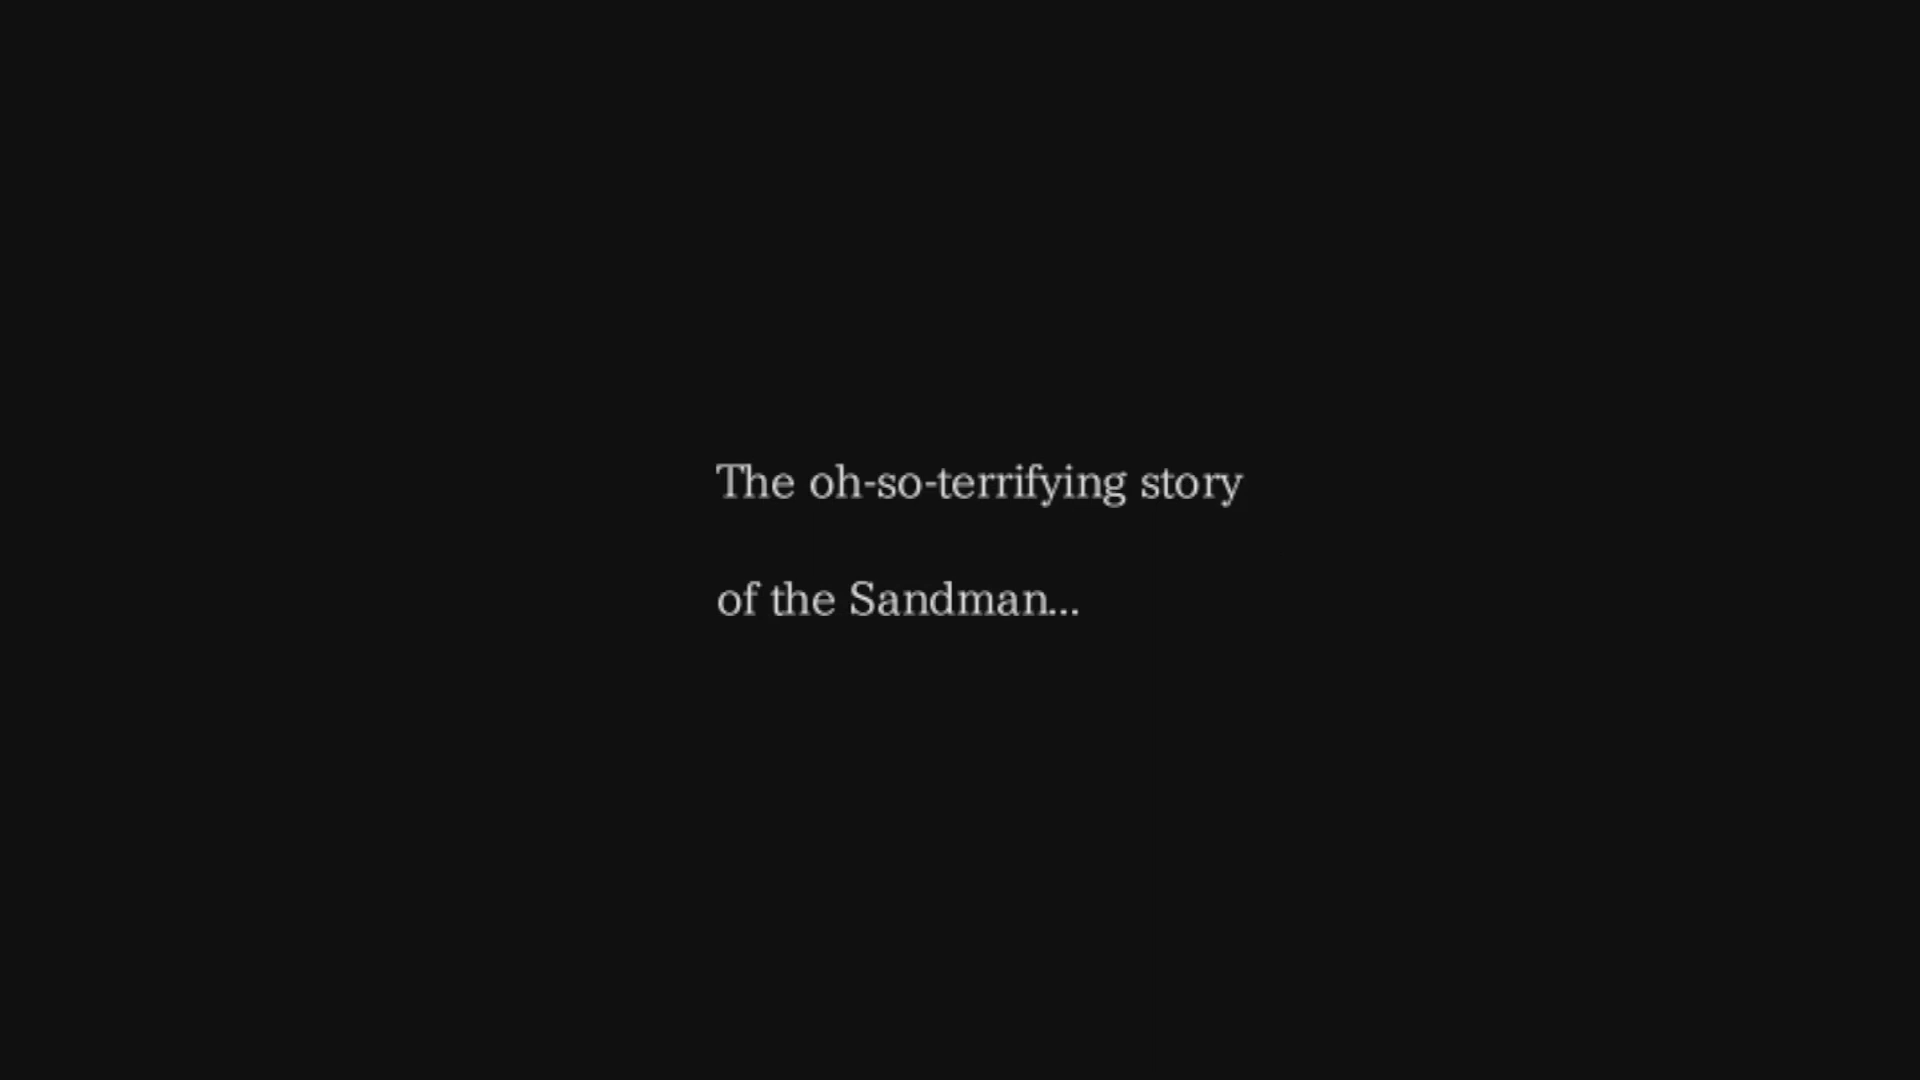 The oh-so-terrifying story
of the Sandman...